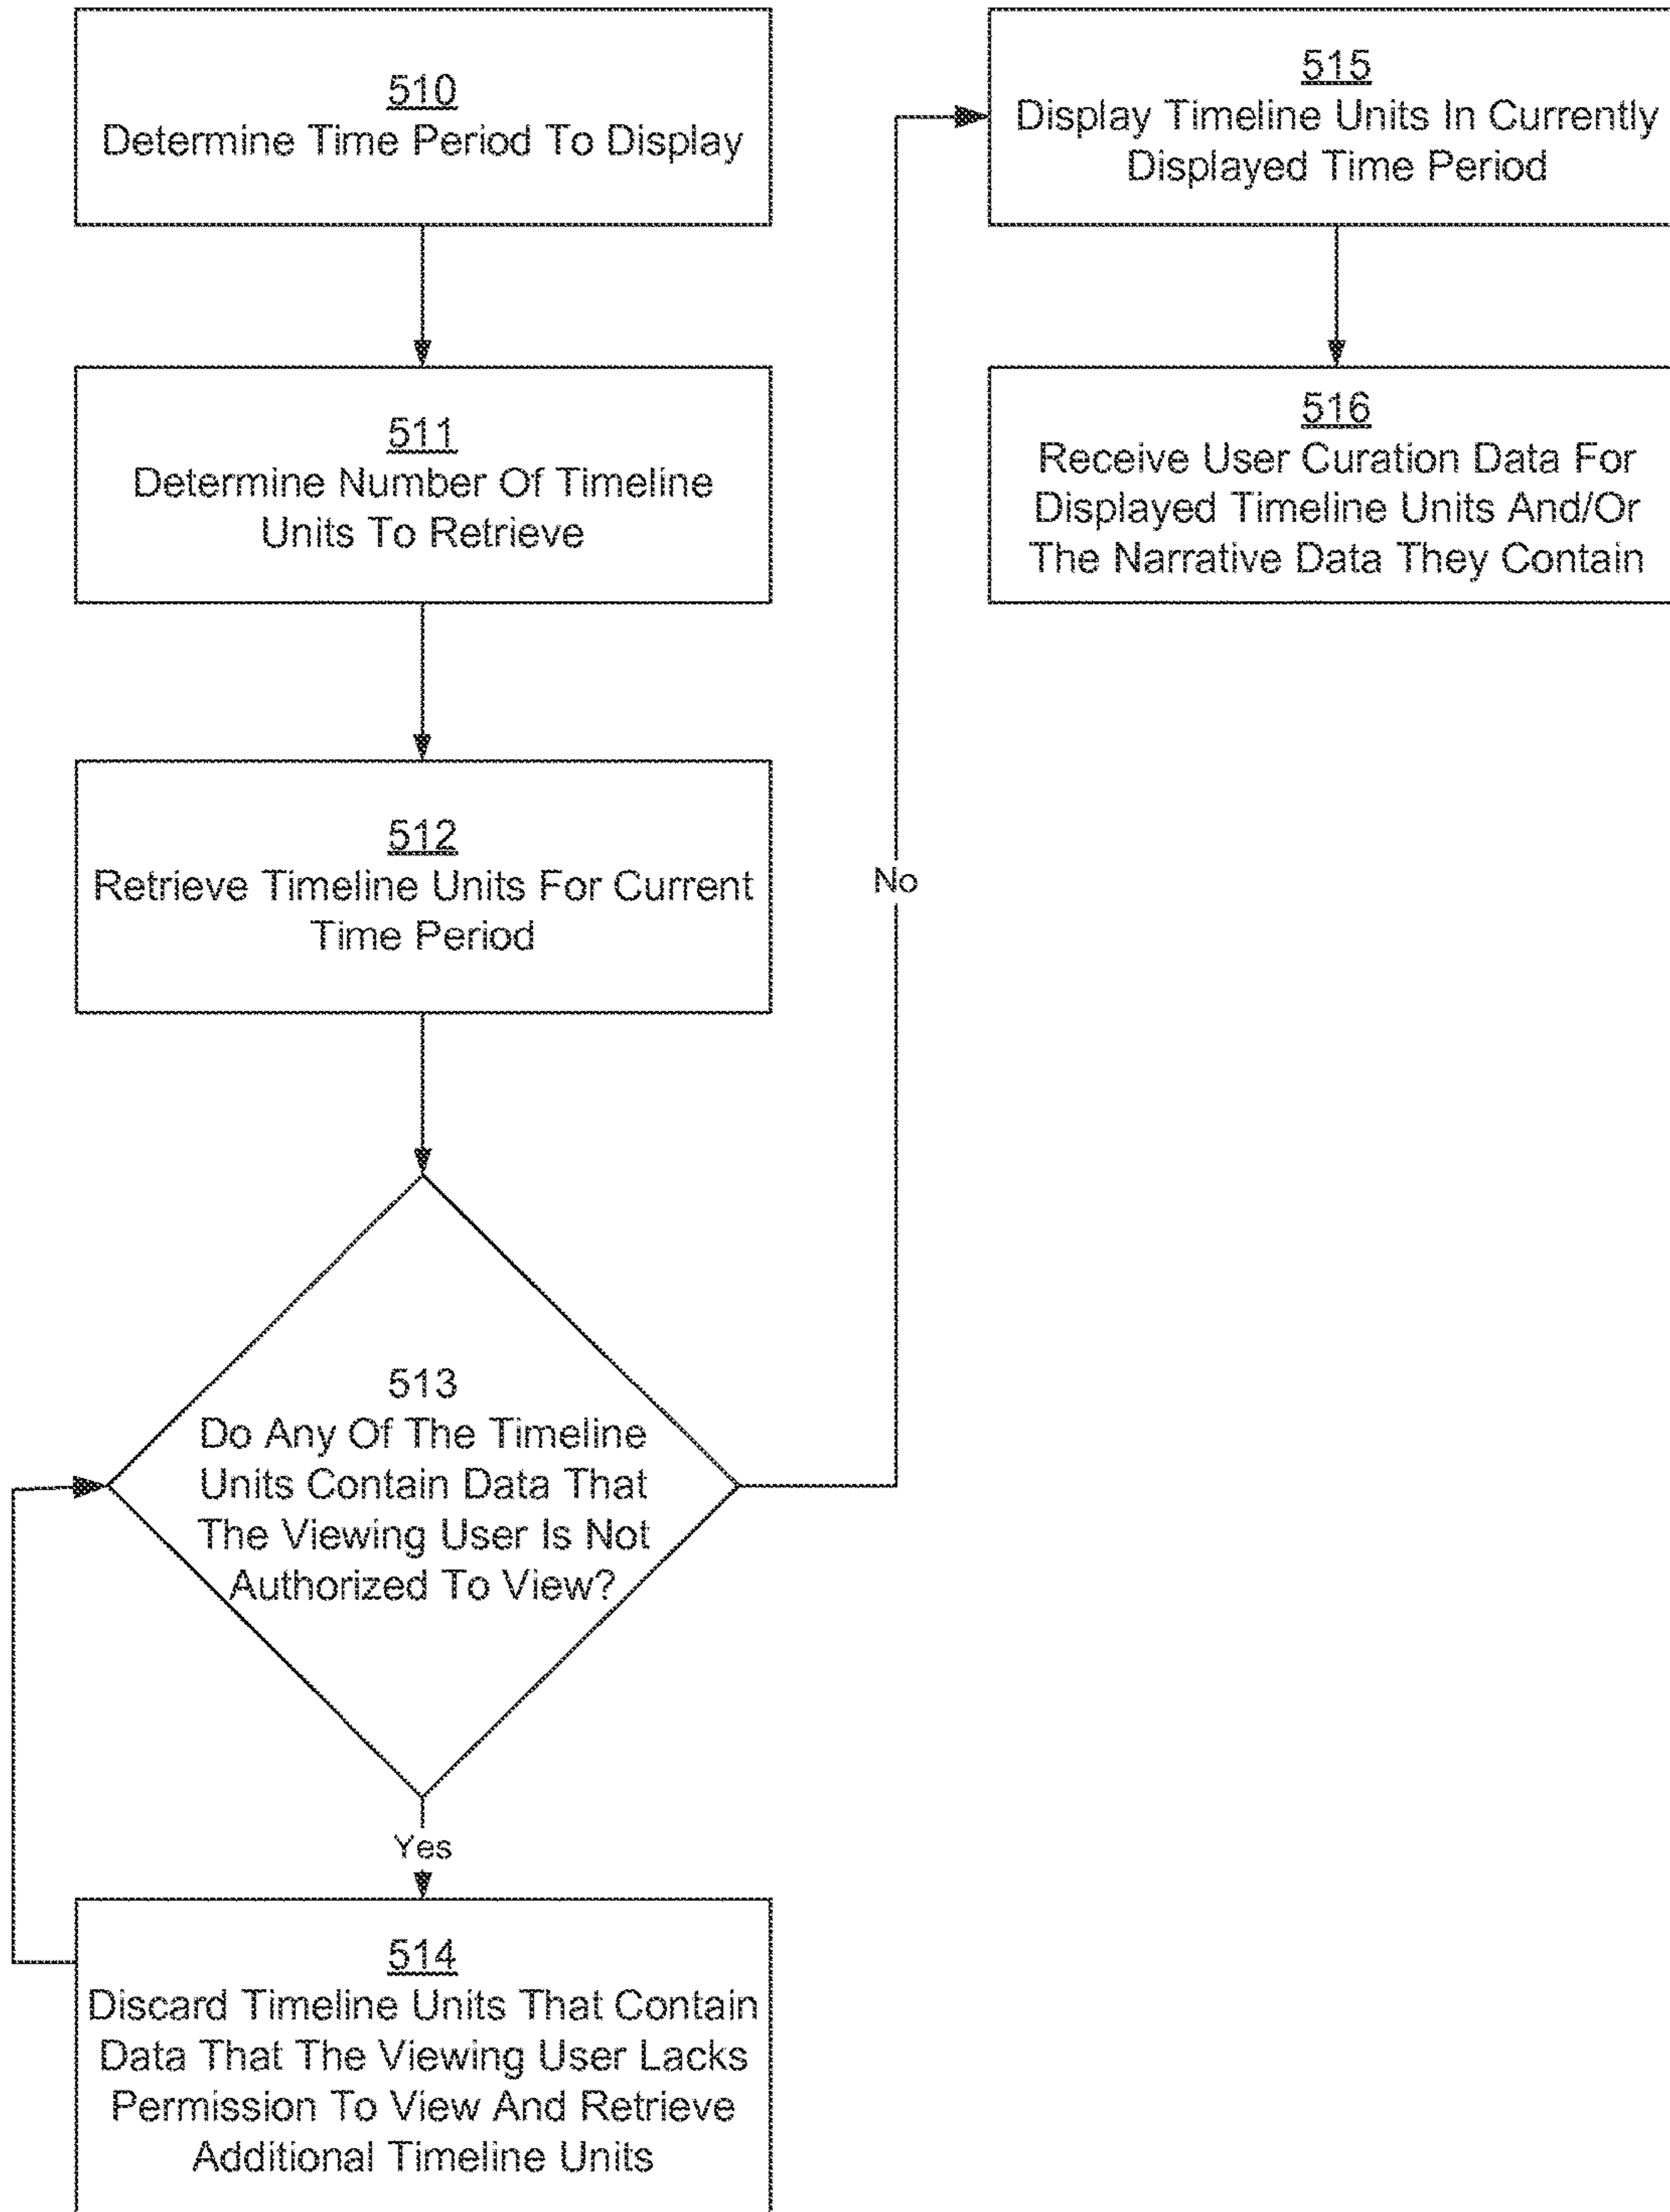 510
Determine Time Period To Display
511
Determine Number Of Timeline
Units To Retrieve
512
Retrieve Timeline Units For Current
Time Period
513
Do Any Of The Timeline
Units Contain Data That
The Viewing User Is Not
Authorized To View?
Yes
514
Discard Timeline Units That Contain
Data That The Viewing User Lacks
Permission To View And Retrieve
Additional Timeline Units
No
515
Display Timeline Units In Currently
Displayed Time Period
516
Receive User Curation Data For
Displayed Timeline Units And/Or
The Narrative Data They Contain